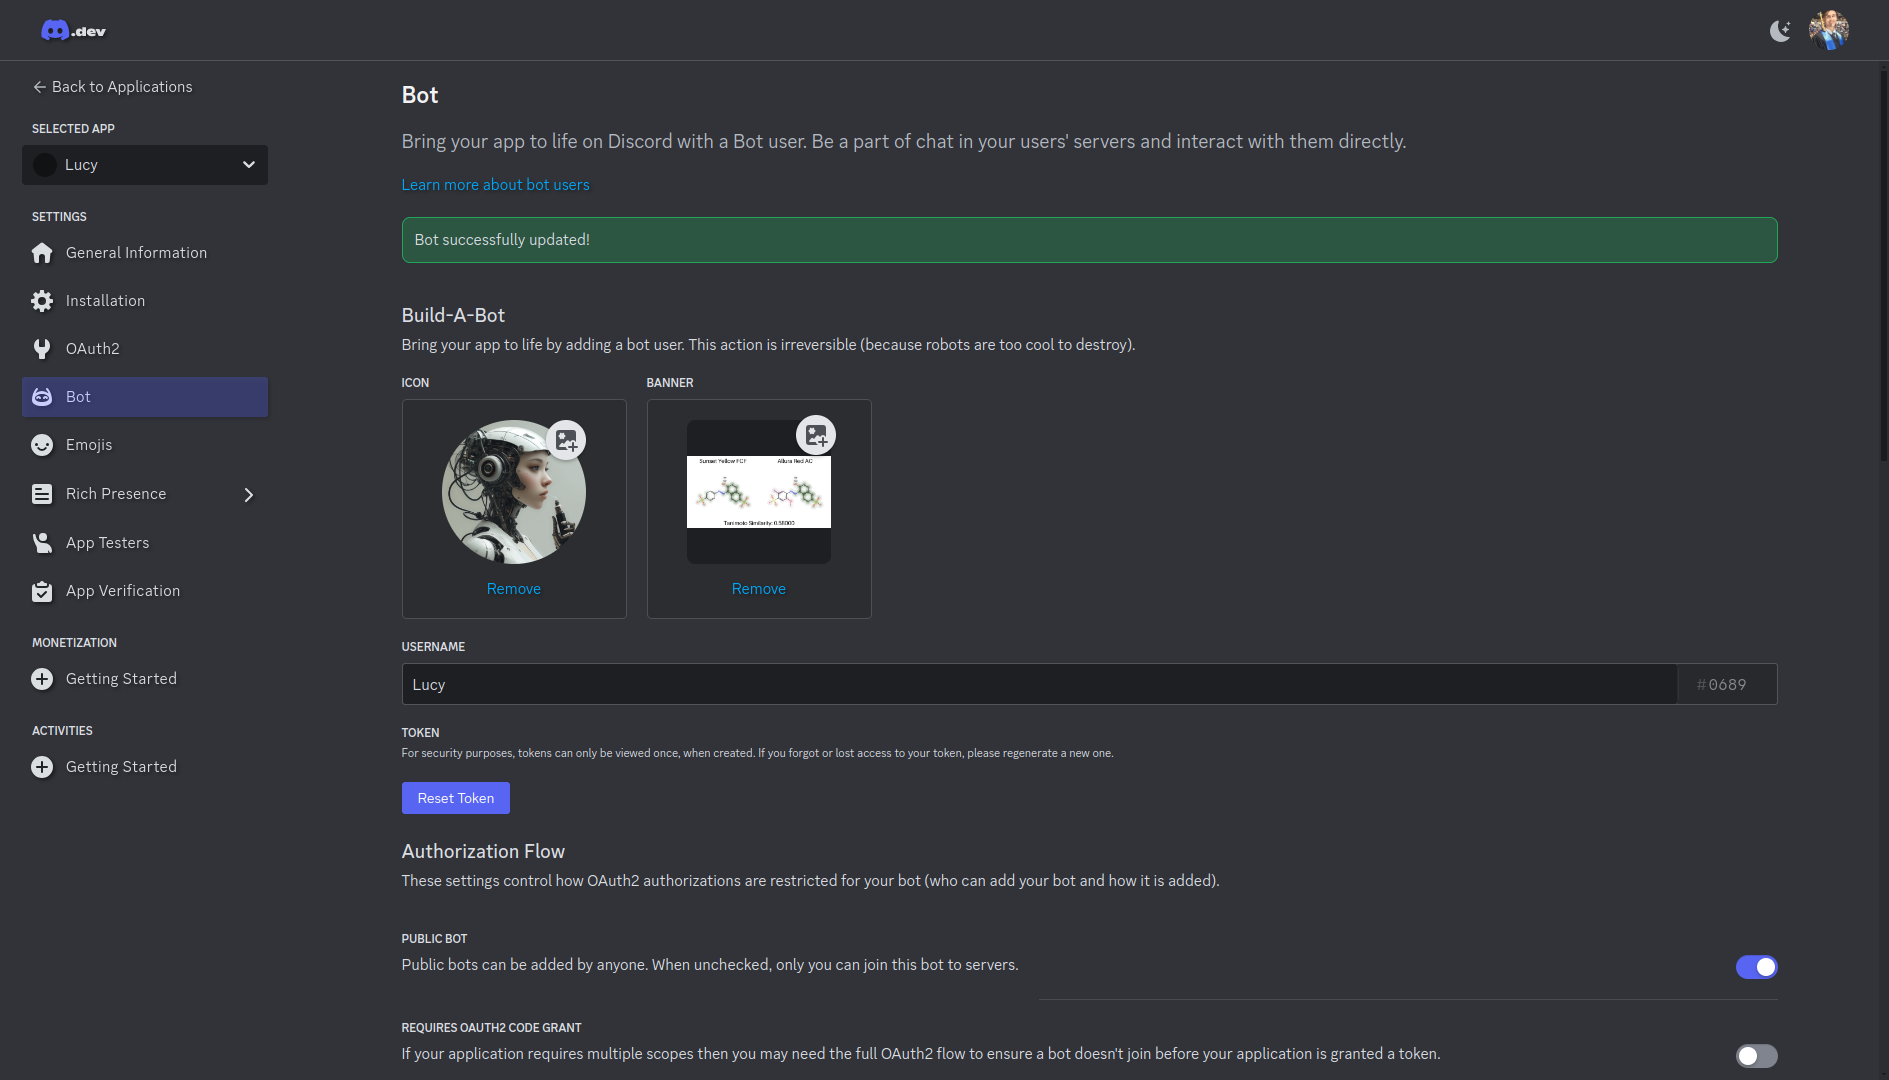 .dev
Back to Applications
SELECTED APP
Lucy
SETTINGS
General Information
Installation
OAuth2
Bot
Emojis
Rich Presence
App Testers
App Verification
MONETIZATION
Getting Started
ACTIVITIES
Getting Started
Bot
Bring your app to life on Discord with a Bot user. Be a part of chat in your users' servers and interact with them directly.
Learn more about bot users
Bot successfully updated!
Build-A-Bot
Bring your app to life by adding a bot user. This action is irreversible (because robots are too cool to destroy).
ICON
BANNER
Sunset Yellow FCF
Allura Red AC
Tanimoto Similarity:
Remove
Remove
USERNAME
Lucy
#0689
TOKEN
For security purposes, tokens can only be viewed once, when created. If you forgot or lost access to your token, please regenerate a new one.
Reset Token
Authorization Flow
These settings control how OAuth2 authorizations are restricted for your bot (who can add your bot and how it is added).
PUBLIC BOT
Public bots can be added by anyone. When unchecked, only you can join this bot to servers.
REQUIRES OAUTH2 CODE GRANT
If your application requires multiple scopes then you may need the full OAuth2 flow to ensure a bot doesn't join before your application is granted a token.